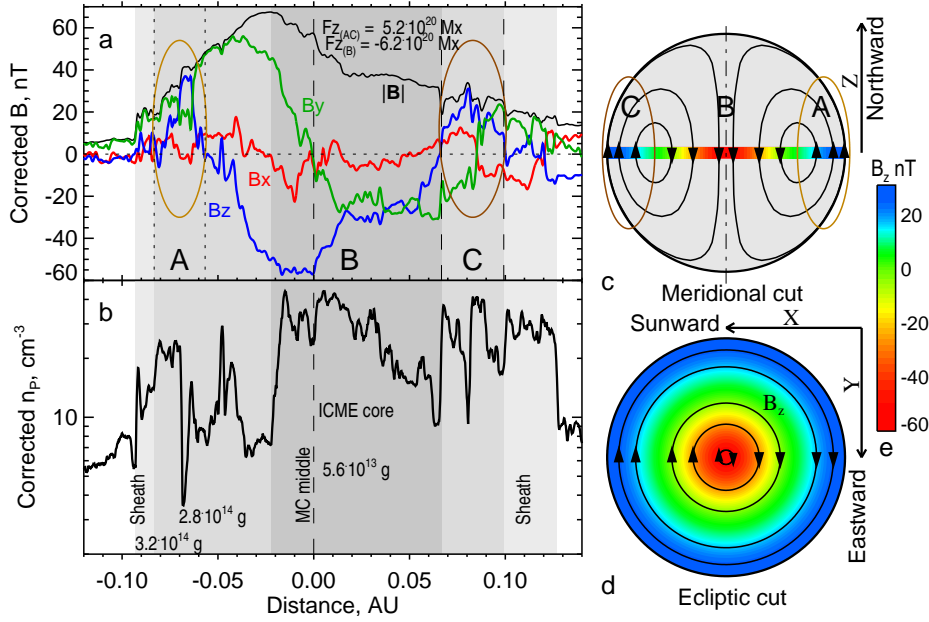 a
Fz(AC) = 5.2·10^20 Mx
Fz(B) = -6.2·10^20 Mx
|B|
By
Bx
Bz
A
B
C
Corrected B, nT
60
40
20
0
-20
-40
-60
b
Corrected nP, cm-3
10
ICME core
5.6·10^13 g
MC middle
Sheath
Sheath
2.8·10^14 g
3.2·10^14 g
-0.10
-0.05
0.00
0.05
0.10
Distance, AU
C
B
A
Z
Northward
c
Meridional cut
Bz nT
20
0
-20
-40
-60
e
Sunward
X
Y
Eastward
Bz
d
Ecliptic cut